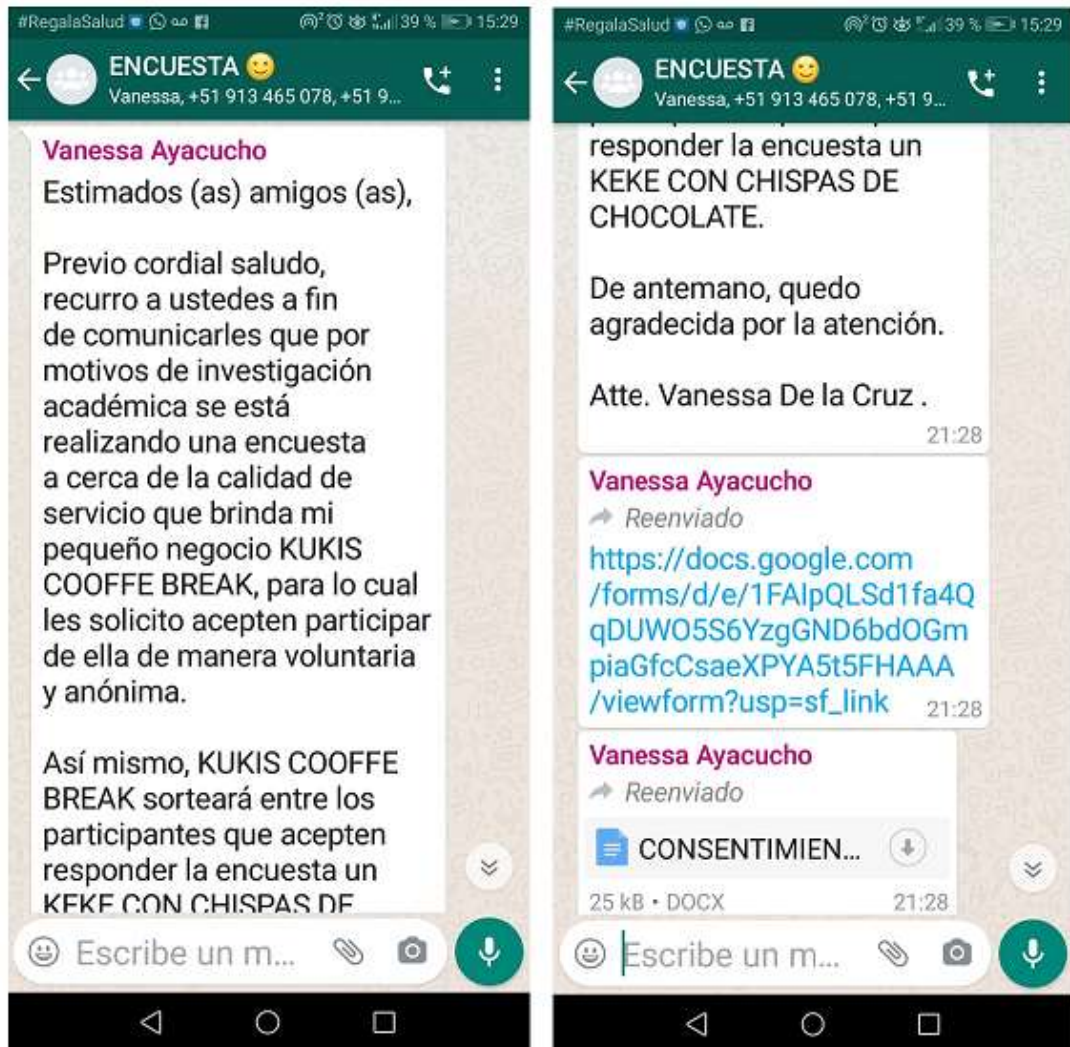 #RegalaSalud 39 % 15:29
ENCUESTA
Vanessa, +51 913 465 078, +51 9...
Vanessa Ayacucho
Estimados (as) amigos (as),
Previo cordial saludo,
recurro a ustedes a fin
de comunicarles que por
motivos de investigación
académica se está
realizando una encuesta
a cerca de la calidad de
servicio que brinda mi
pequeño negocio KUKIS
COOFFE BREAK, para lo cual
les solicito acepten participar
de ella de manera voluntaria
y anónima.
Así mismo, KUKIS COOFFE
BREAK sorteará entre los
participantes que acepten
responder la encuesta un
KEKE CON CHISPAS DE
Escribe un m...
#RegalaSalud 39 % 15:29
ENCUESTA
Vanessa, +51 913 465 078, +51 9...
responder la encuesta un
KEKE CON CHISPAS DE
CHOCOLATE.
De antemano, quedo
agradecida por la atención.
Atte. Vanessa De la Cruz .
21:28
Vanessa Ayacucho
Reenviado
https://docs.google.com
/forms/d/e/1FAIpQLSd1fa4Q
qDUWO5S6YzgGND6bdOGm
piaGfcCsaeXPYA5t5FHAAA
/viewform?usp=sf_link 21:28
Vanessa Ayacucho
Reenviado
CONSENTIMIEN...
25 kB • DOCX 21:28
Escribe un m...